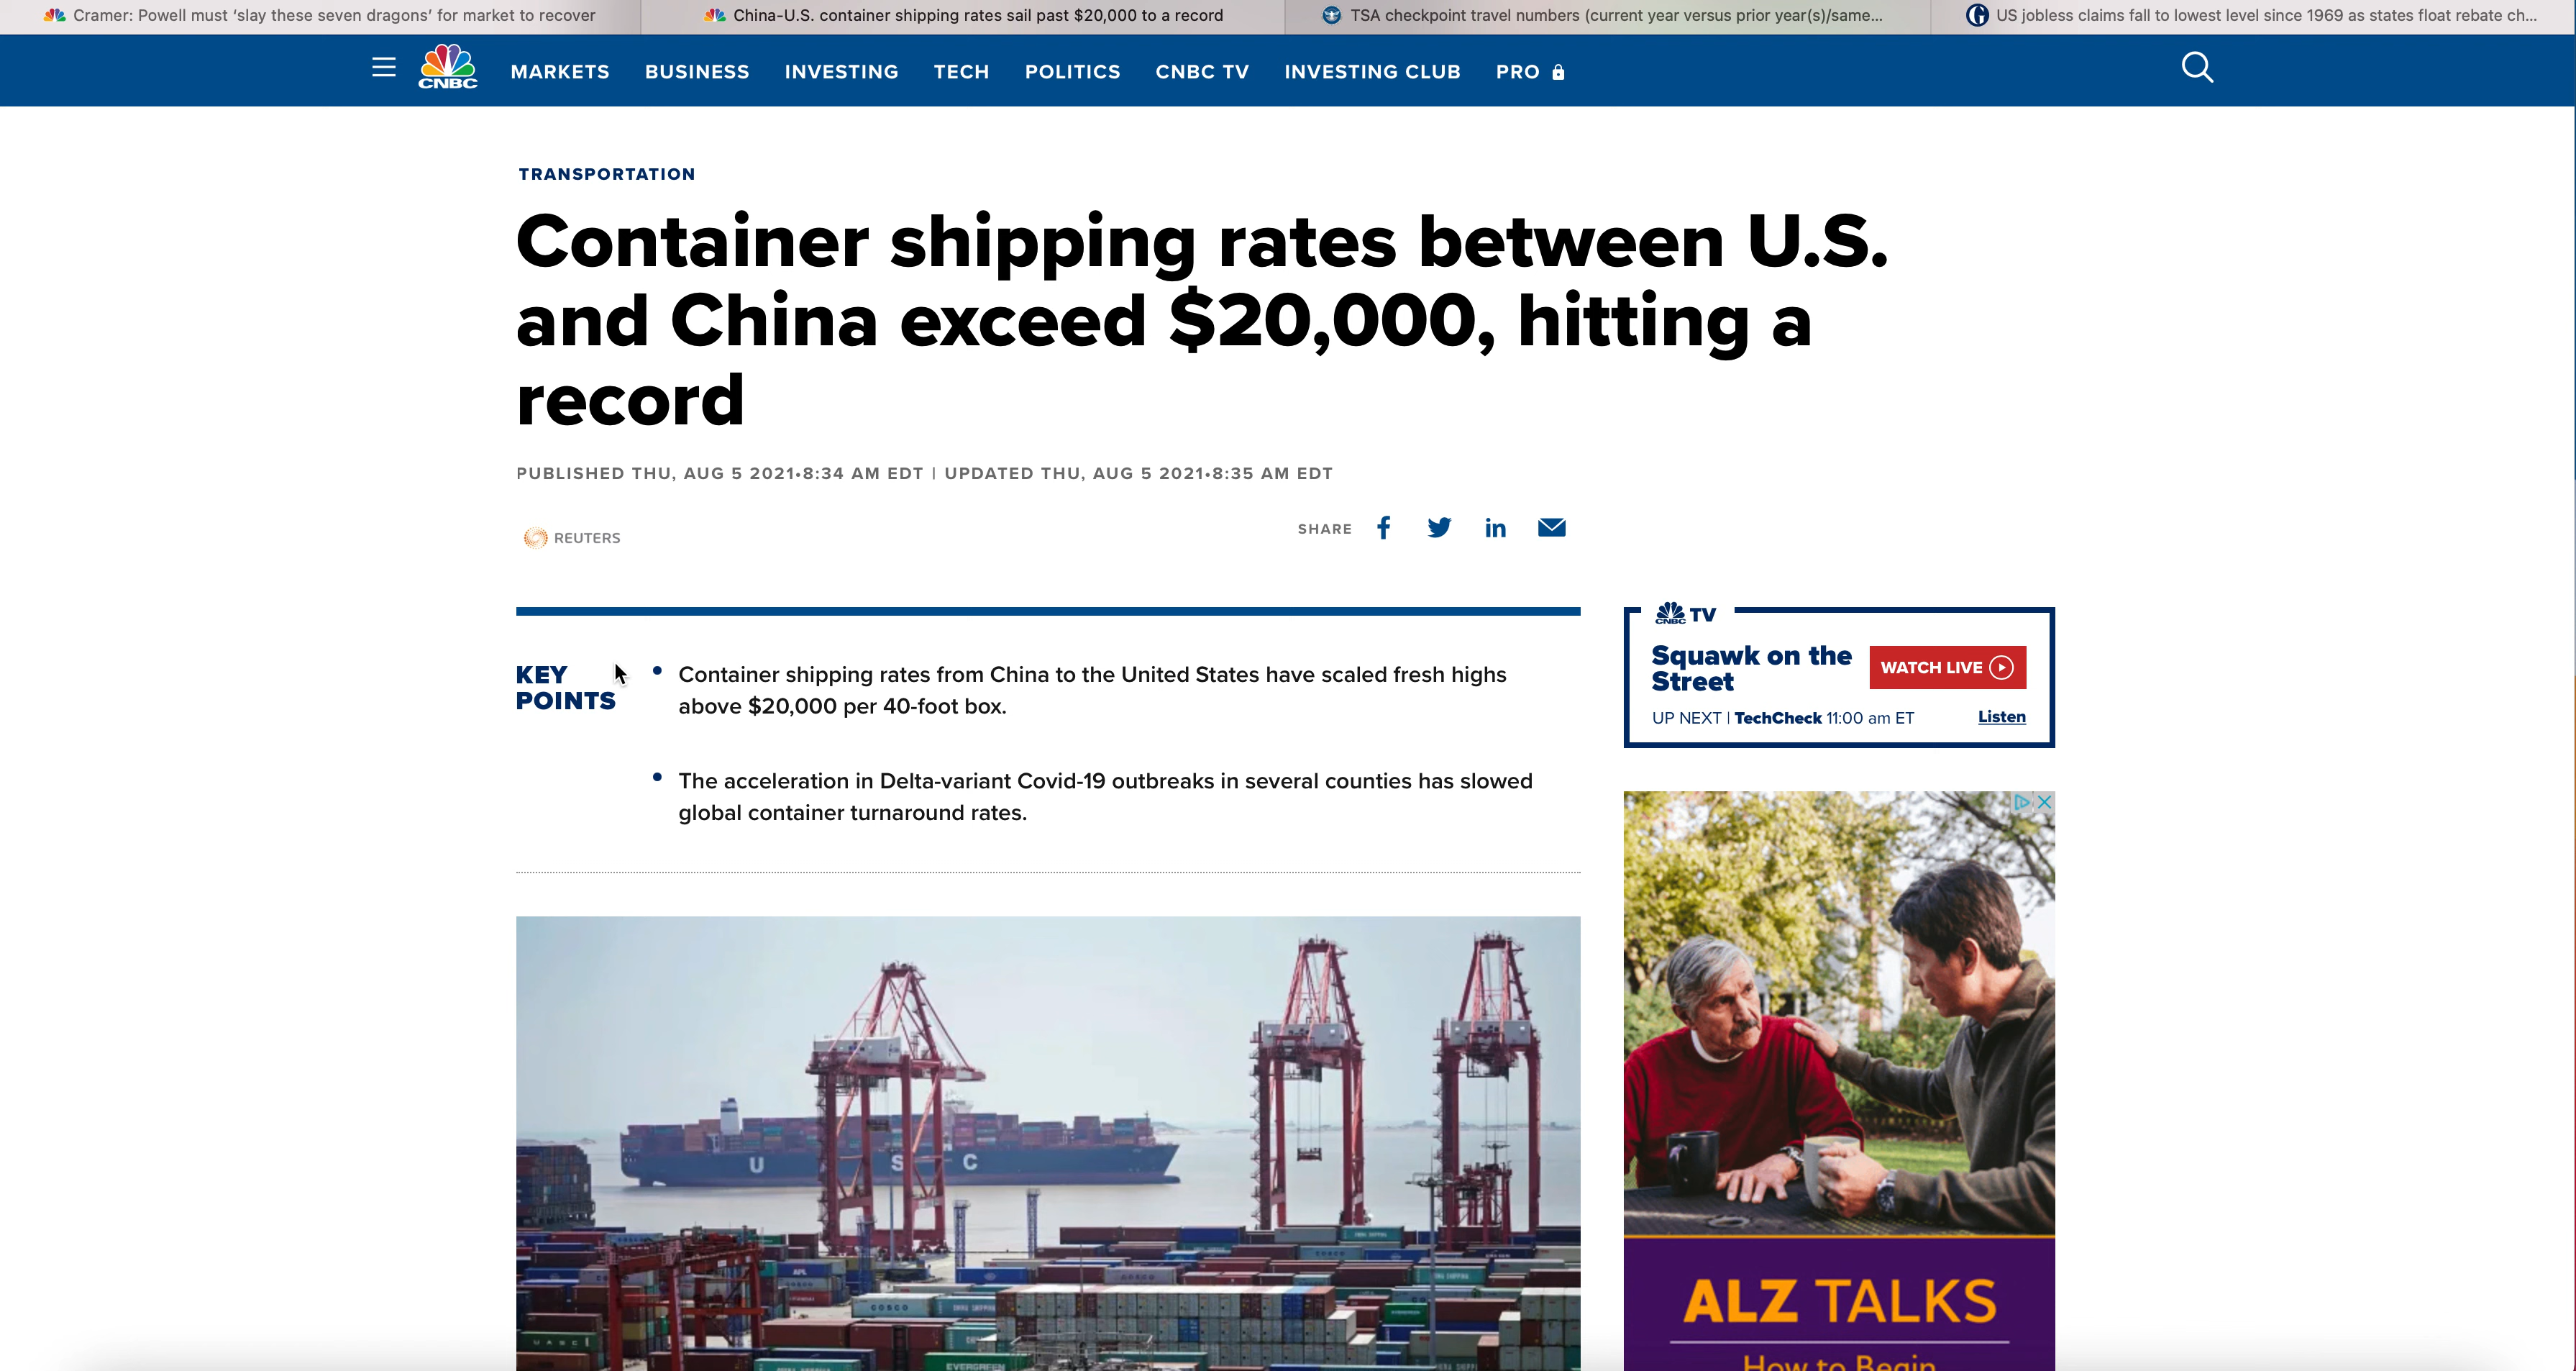 Cramer: Powell must ‘slay these seven dragons’ for market to recover
China-U.S. container shipping rates sail past $20,000 to a record
TSA checkpoint travel numbers (current year versus prior year(s)/same...
US jobless claims fall to lowest level since 1969 as states float rebate ch...
CNBC
MARKETS BUSINESS INVESTING TECH POLITICS CNBC TV INVESTING CLUB PRO
TRANSPORTATION
Container shipping rates between U.S.
and China exceed $20,000, hitting a
record
PUBLISHED THU, AUG 5 2021•8:34 AM EDT | UPDATED THU, AUG 5 2021•8:35 AM EDT
REUTERS
SHARE
KEY
POINTS
Container shipping rates from China to the United States have scaled fresh highs
above $20,000 per 40-foot box.
The acceleration in Delta-variant Covid-19 outbreaks in several counties has slowed
global container turnaround rates.
CNBC TV
Squawk on the
Street
WATCH LIVE
UP NEXT | TechCheck 11:00 am ET
Listen
U S C
APL
COSCO
UASC
EVERGREEN
ALZ TALKS
How to Begin